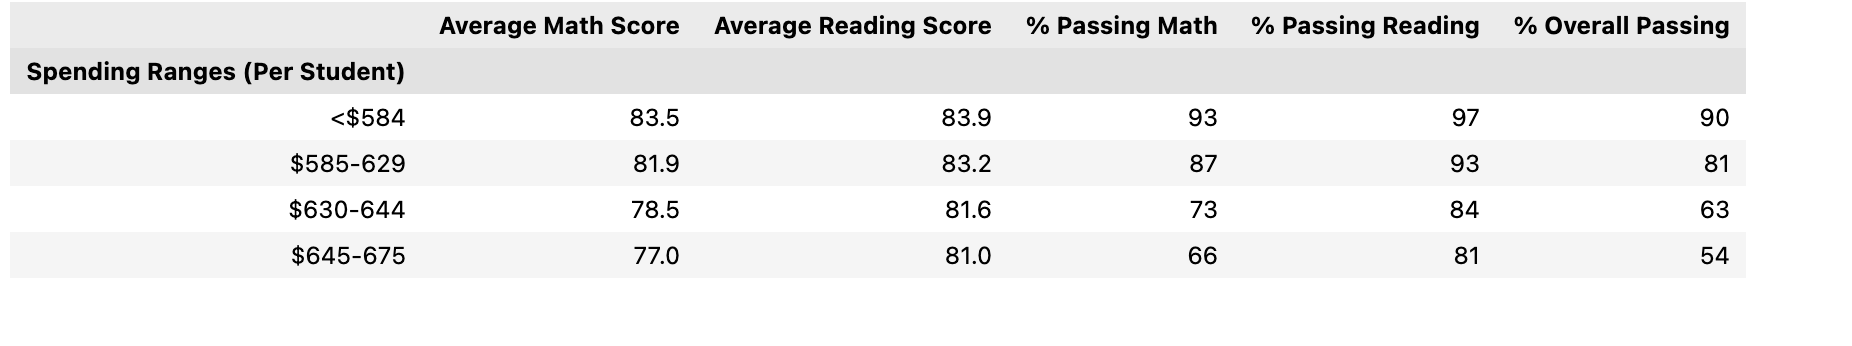 Average Math Score Average Reading Score % Passing Math % Passing Reading % Overall Passing
Spending Ranges (Per Student)
<$584 83.5 83.9 93 97 90
$585-629 81.9 83.2 87 93 81
$630-644 78.5 81.6 73 84 63
$645-675 77.0 81.0 66 81 54